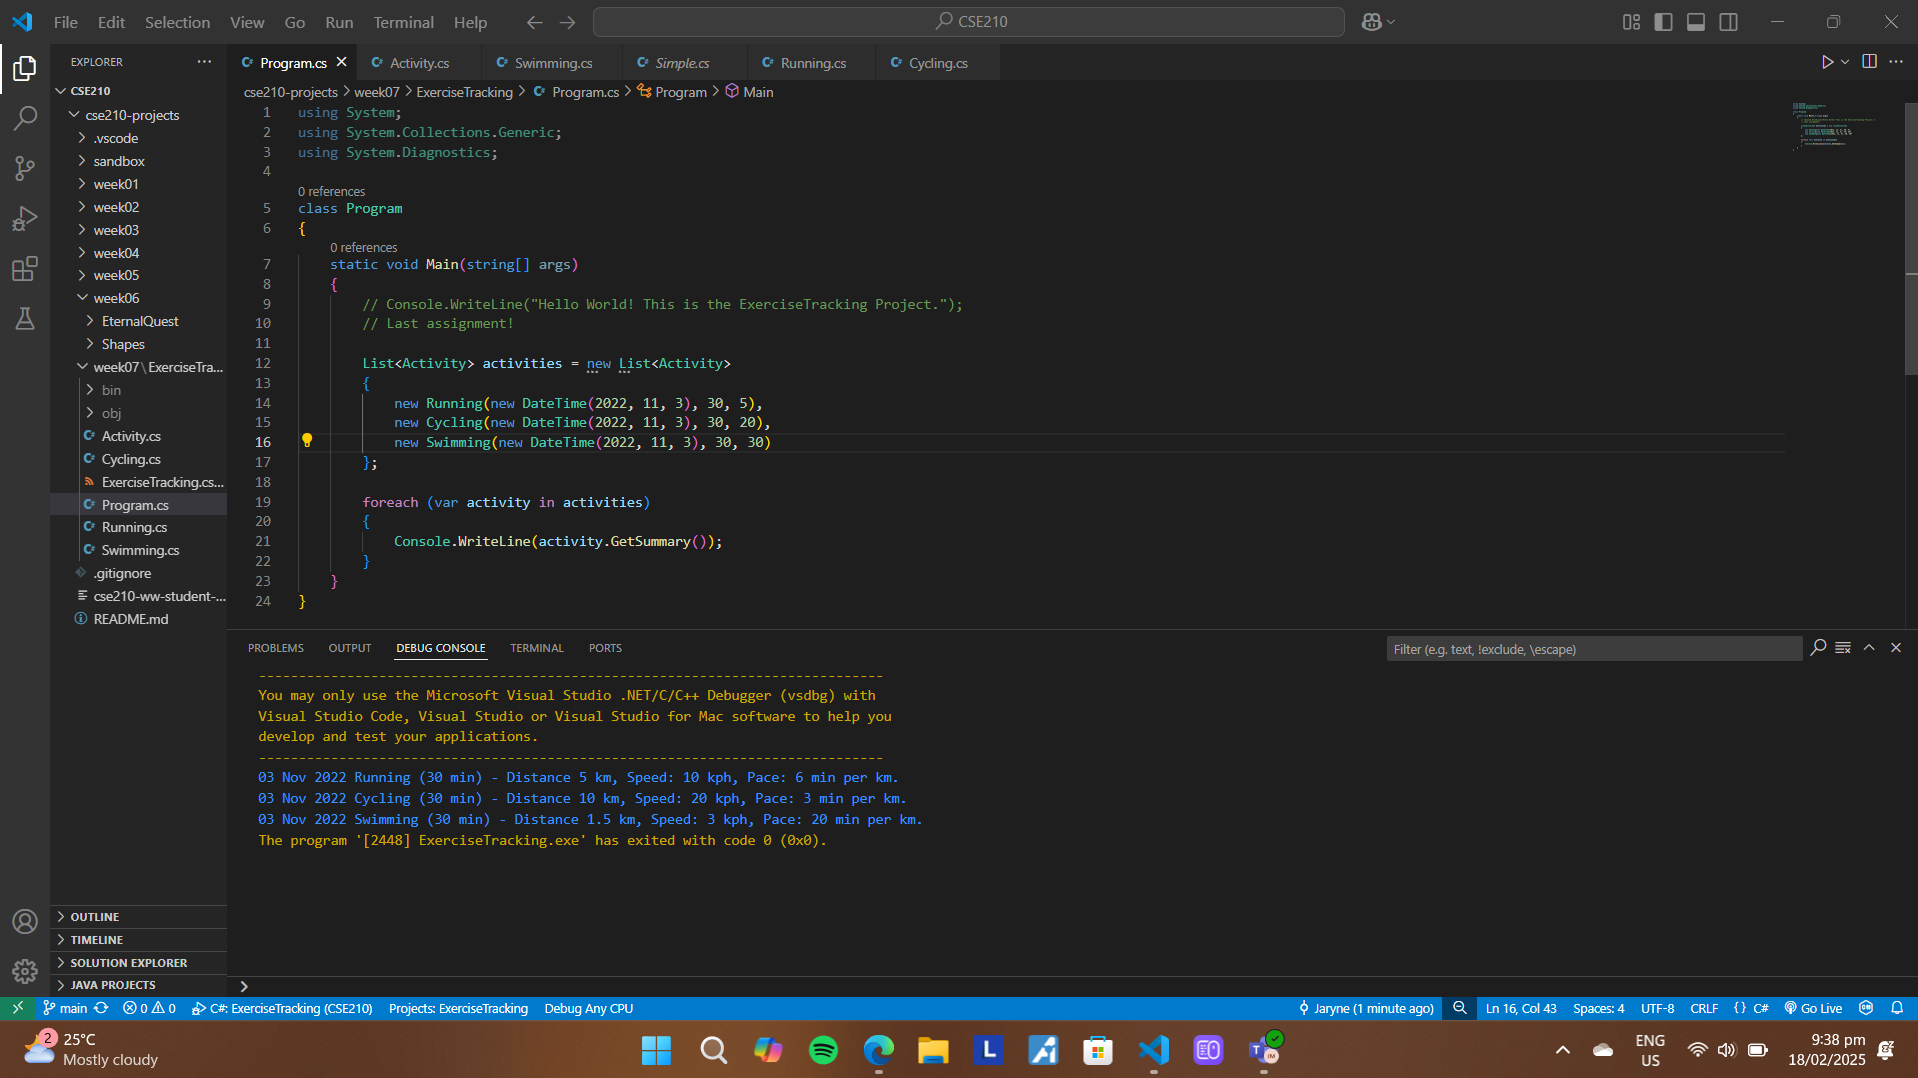 File Edit Selection View Go Run Terminal Help
CSE210
EXPLORER
CSE210
cse210-projects
.vscode
sandbox
week01
week02
week03
week04
week05
week06
EternalQuest
Shapes
week07\ExerciseTra...
bin
obj
Activity.cs
Cycling.cs
ExerciseTracking.cs...
Program.cs
Running.cs
Swimming.cs
.gitignore
cse210-ww-student-...
README.md
OUTLINE
TIMELINE
SOLUTION EXPLORER
JAVA PROJECTS
Program.cs Activity.cs Swimming.cs Simple.cs Running.cs Cycling.cs
cse210-projects > week07 > ExerciseTracking > Program.cs > Program > Main
1 using System;
2 using System.Collections.Generic;
3 using System.Diagnostics;
4
0 references
5 class Program
6 {
0 references
7 static void Main(string[] args)
8 {
9 // Console.WriteLine("Hello World! This is the ExerciseTracking Project.");
10 // Last assignment!
11
12 List<Activity> activities = new List<Activity>
13 {
14 new Running(new DateTime(2022, 11, 3), 30, 5),
15 new Cycling(new DateTime(2022, 11, 3), 30, 20),
16 new Swimming(new DateTime(2022, 11, 3), 30, 30)
17 };
18
19 foreach (var activity in activities)
20 {
21 Console.WriteLine(activity.GetSummary());
22 }
23 }
24 }
PROBLEMS OUTPUT DEBUG CONSOLE TERMINAL PORTS
Filter (e.g. text, !exclude, \escape)
------------------------------------------------------------------------------
You may only use the Microsoft Visual Studio .NET/C/C++ Debugger (vsdbg) with
Visual Studio Code, Visual Studio or Visual Studio for Mac software to help you
develop and test your applications.
------------------------------------------------------------------------------
03 Nov 2022 Running (30 min) - Distance 5 km, Speed: 10 kph, Pace: 6 min per km.
03 Nov 2022 Cycling (30 min) - Distance 10 km, Speed: 20 kph, Pace: 3 min per km.
03 Nov 2022 Swimming (30 min) - Distance 1.5 km, Speed: 3 kph, Pace: 20 min per km.
The program '[2448] ExerciseTracking.exe' has exited with code 0 (0x0).
main 0 0 C#: ExerciseTracking (CSE210) Projects: ExerciseTracking Debug Any CPU Jaryne (1 minute ago) Ln 16, Col 43 Spaces: 4 UTF-8 CRLF {} C# Go Live
2 25°C
Mostly cloudy
ENG
US
9:38 pm
18/02/2025